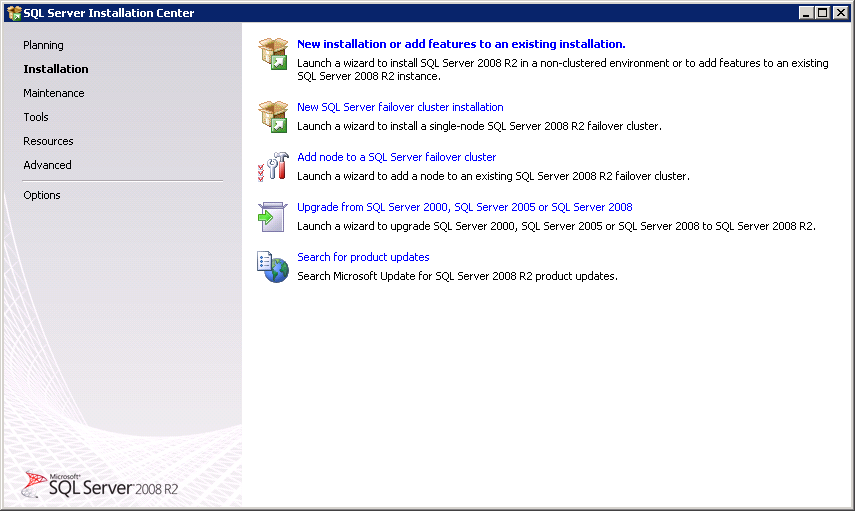 SQL Server Installation Center
Planning
Installation
Maintenance
Tools
Resources
Advanced
Options
New installation or add features to an existing installation.
Launch a wizard to install SQL Server 2008 R2 in a non-clustered environment or to add features to an existing
SQL Server 2008 R2 instance.
New SQL Server failover cluster installation
Launch a wizard to install a single-node SQL Server 2008 R2 failover cluster.
Add node to a SQL Server failover cluster
Launch a wizard to add a node to an existing SQL Server 2008 R2 failover cluster.
Upgrade from SQL Server 2000, SQL Server 2005 or SQL Server 2008
Launch a wizard to upgrade SQL Server 2000, SQL Server 2005 or SQL Server 2008 to SQL Server 2008 R2.
Search for product updates
Search Microsoft Update for SQL Server 2008 R2 product updates.
Microsoft®
SQL Server 2008 R2